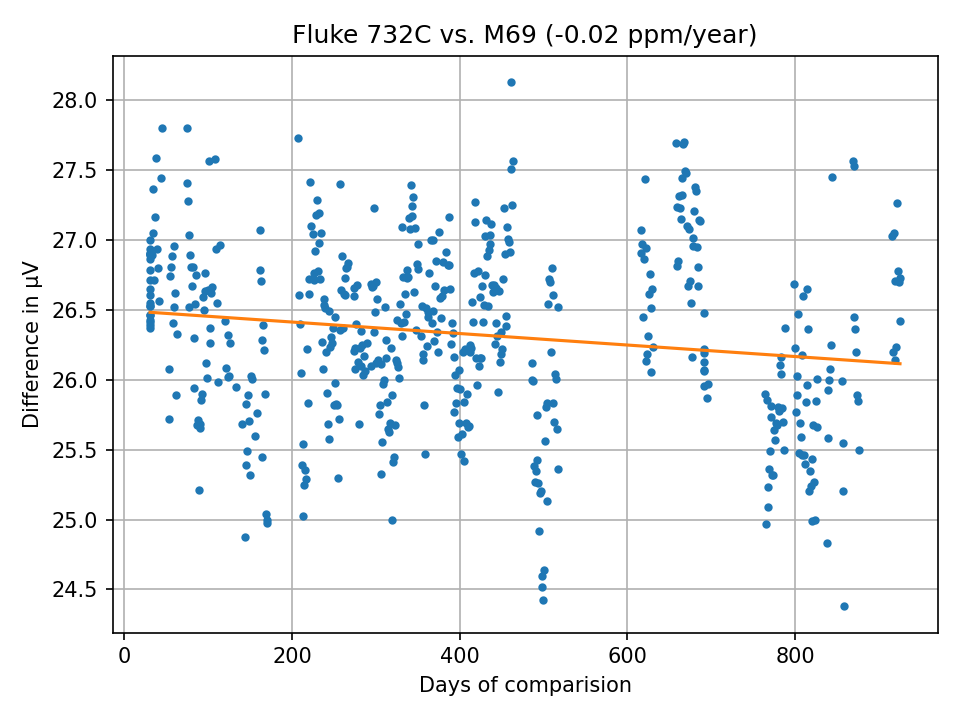 Fluke 732C vs. M69 (-0.02 ppm/year)
28.0
27.5
27.0
26.5
26.0
25.5
25.0
24.5
Difference in µV
0 200 400 600 800
Days of comparision